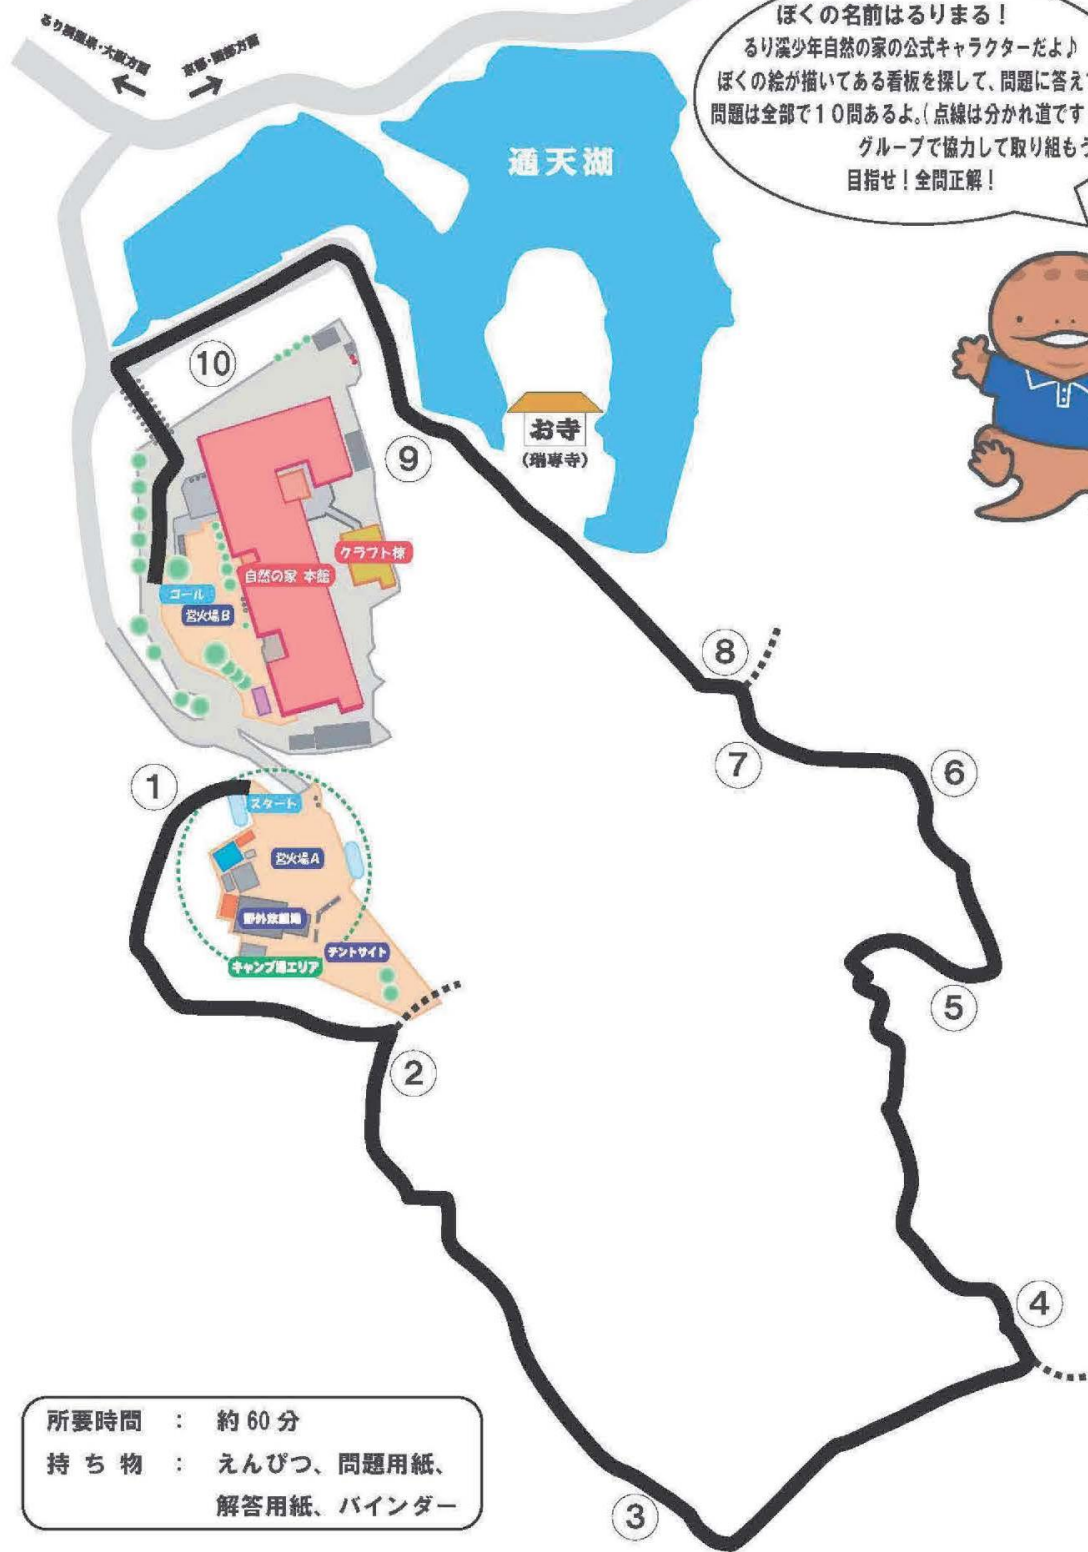 るり渓温泉・大阪方面
京都・園部方面
ぼくの名前はるりまる！
るり渓少年自然の家の公式キャラクターだよ♪
ぼくの絵が描いてある看板を探して、問題に答えて
問題は全部で１０問あるよ。(点線は分かれ道です
グループで協力して取り組もう
目指せ！全問正解！
通天湖
お寺
(瑞専寺)
⑩
⑨
クラフト棟
自然の家 本館
ゴール
営火場B
⑧
⑦
⑥
①
スタート
営火場A
野外炊飯場
テントサイト
キャンプ場エリア
⑤
②
④
③
所要時間 ： 約60分
持ち物 ： えんぴつ、問題用紙、
解答用紙、バインダー